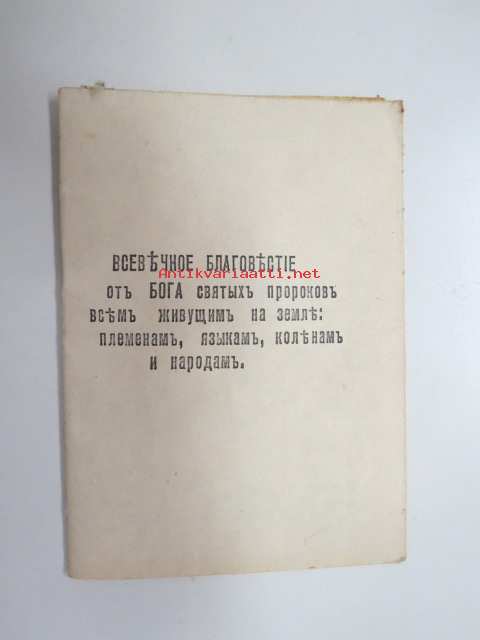 ВСЕВѢЧНОЕ БЛАГОВѢСТІЕ
Antikvariaatti.net
отъ БОГА святыхъ пророковъ
всѣмъ живущимъ на землѣ:
племенамъ, языкамъ, колѣнамъ
и народамъ.